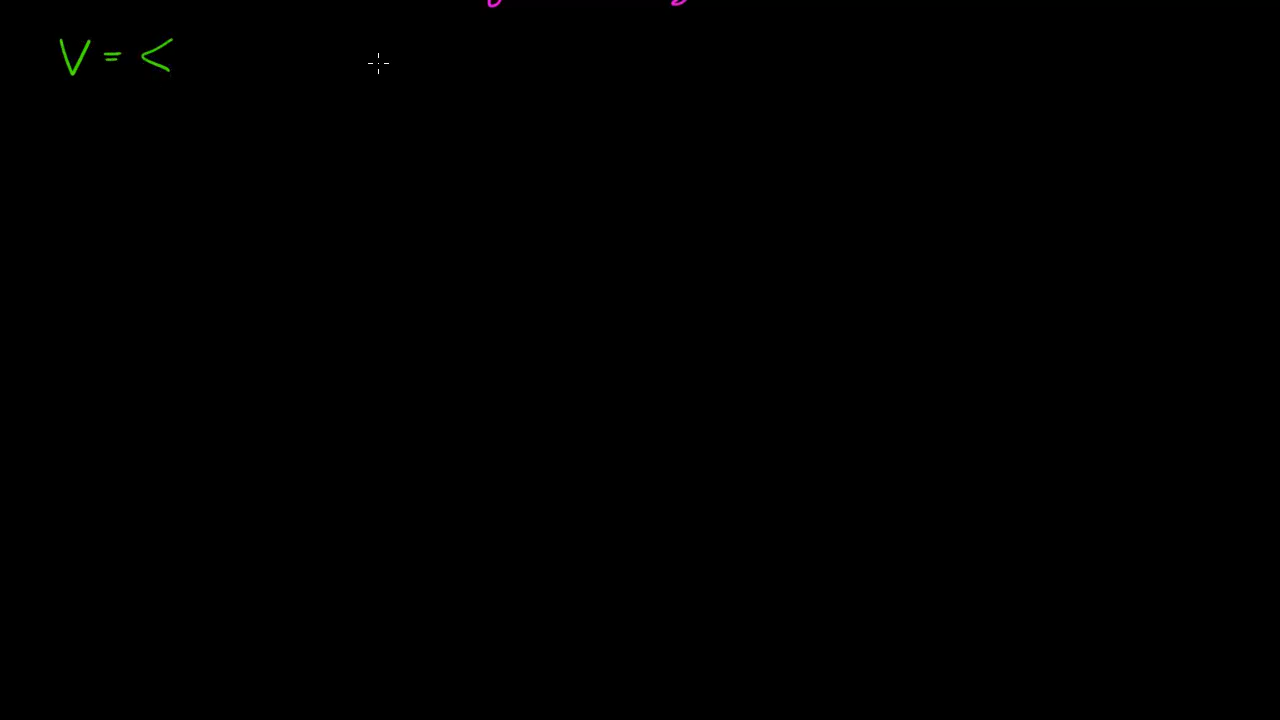 V = <